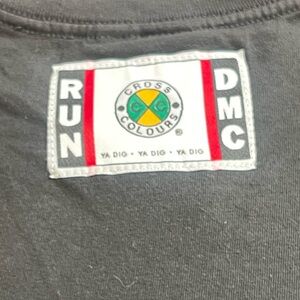 RUN
CROSS
C C
COLOURS ®
YA DIG • YA DIG • YA DIG
DMC